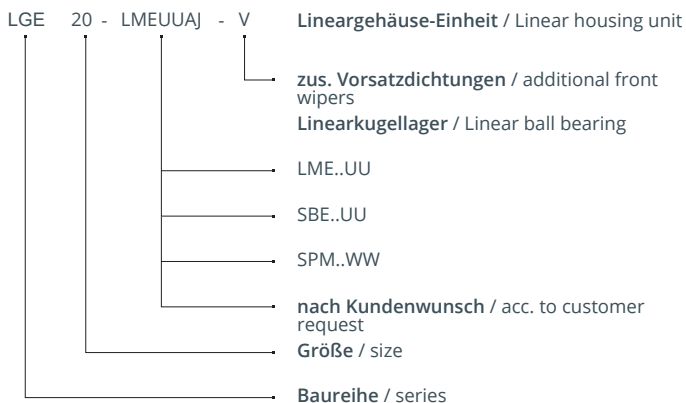 LGE 20 - LMEUUAJ - V Lineargehäuse-Einheit / Linear housing unit
zus. Vorsatzdichtungen / additional front
wipers
Linearkugellager / Linear ball bearing
LME..UU
SBE..UU
SPM..WW
nach Kundenwunsch / acc. to customer
request
Größe / size
Baureihe / series